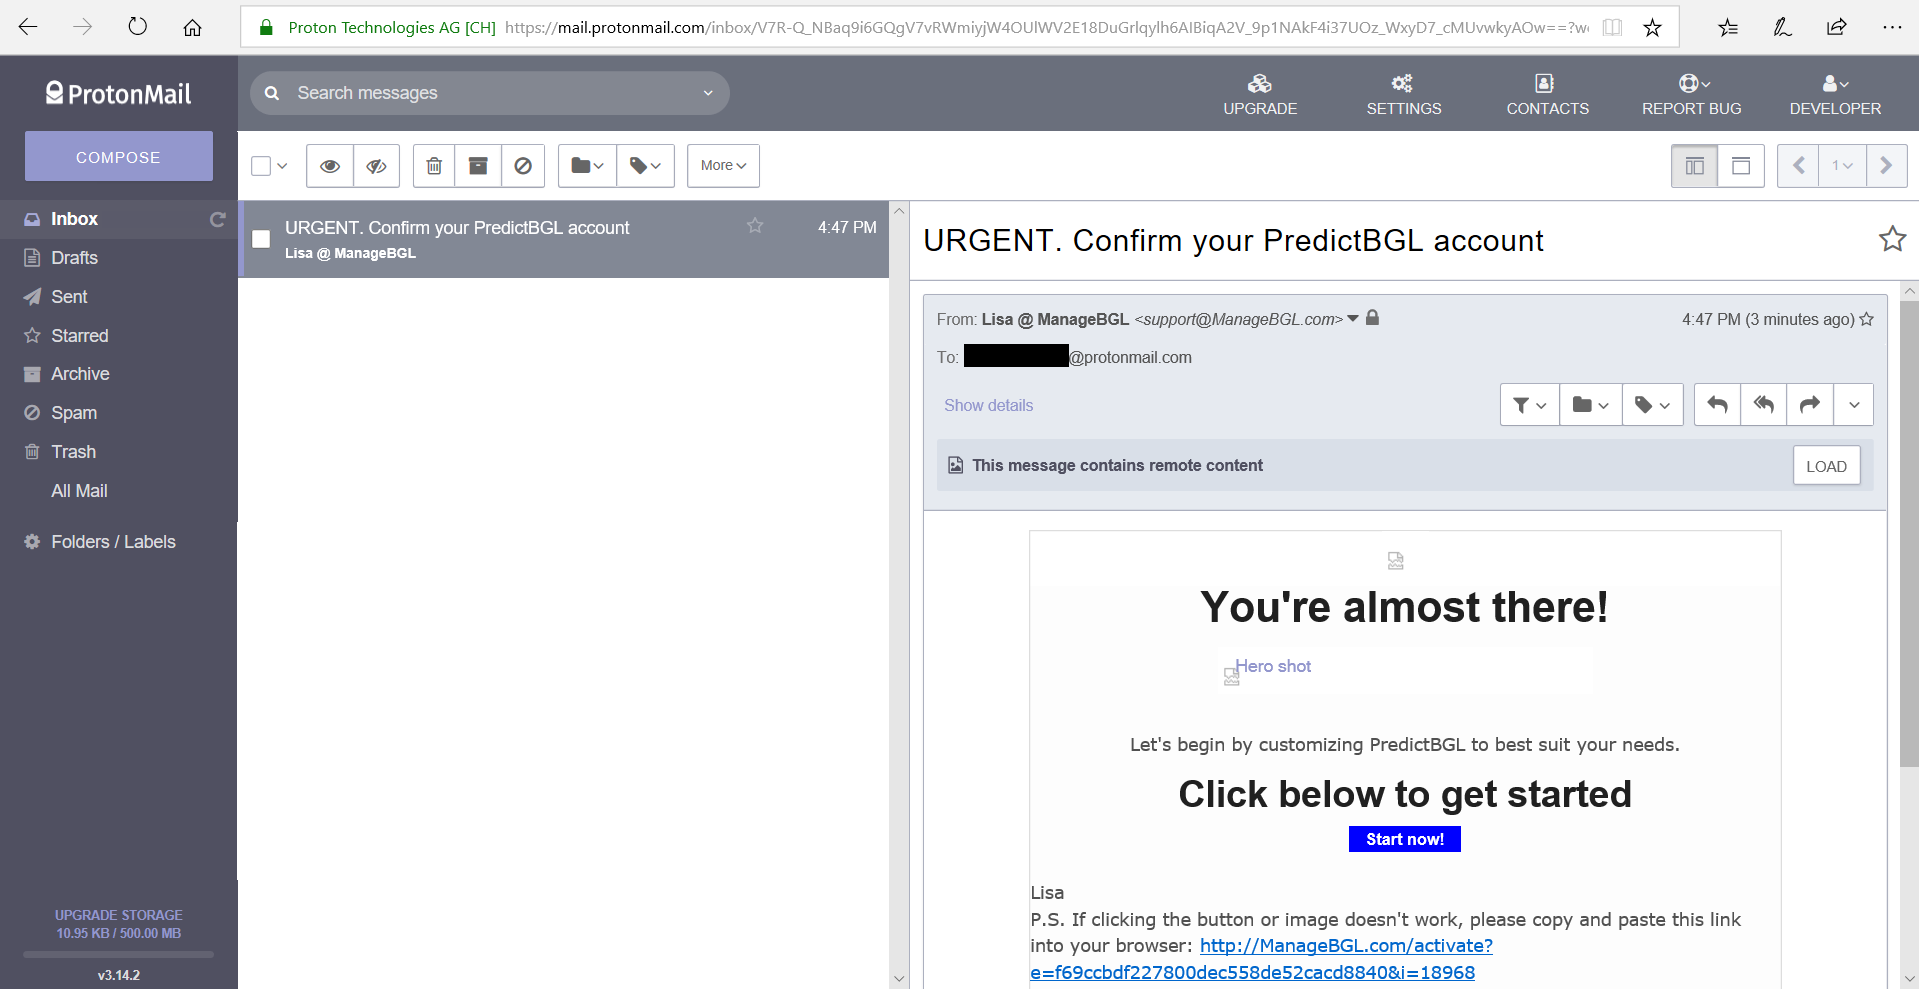 Proton Technologies AG [CH] https://mail.protonmail.com/inbox/V7R-Q_NBaq9i6GQgV7vRWmiyjW4OUlWV2E18DuGrlqylh6AIBiqA2V_9p1NAkF4i37UOz_WxyD7_cMUvwkyAOw==?w
ProtonMail
Search messages
UPGRADE
SETTINGS
CONTACTS
REPORT BUG
DEVELOPER
COMPOSE
More
1
Inbox
Drafts
Sent
Starred
Archive
Spam
Trash
All Mail
Folders / Labels
UPGRADE STORAGE
10.95 KB / 500.00 MB
v3.14.2
URGENT. Confirm your PredictBGL account
4:47 PM
Lisa @ ManageBGL
URGENT. Confirm your PredictBGL account
From: Lisa @ ManageBGL <support@ManageBGL.com>
4:47 PM (3 minutes ago)
To: @protonmail.com
Show details
This message contains remote content
LOAD
You're almost there!
Hero shot
Let's begin by customizing PredictBGL to best suit your needs.
Click below to get started
Start now!
Lisa
P.S. If clicking the button or image doesn't work, please copy and paste this link
into your browser: http://ManageBGL.com/activate?
e=f69ccbdf227800dec558de52cacd8840&i=18968